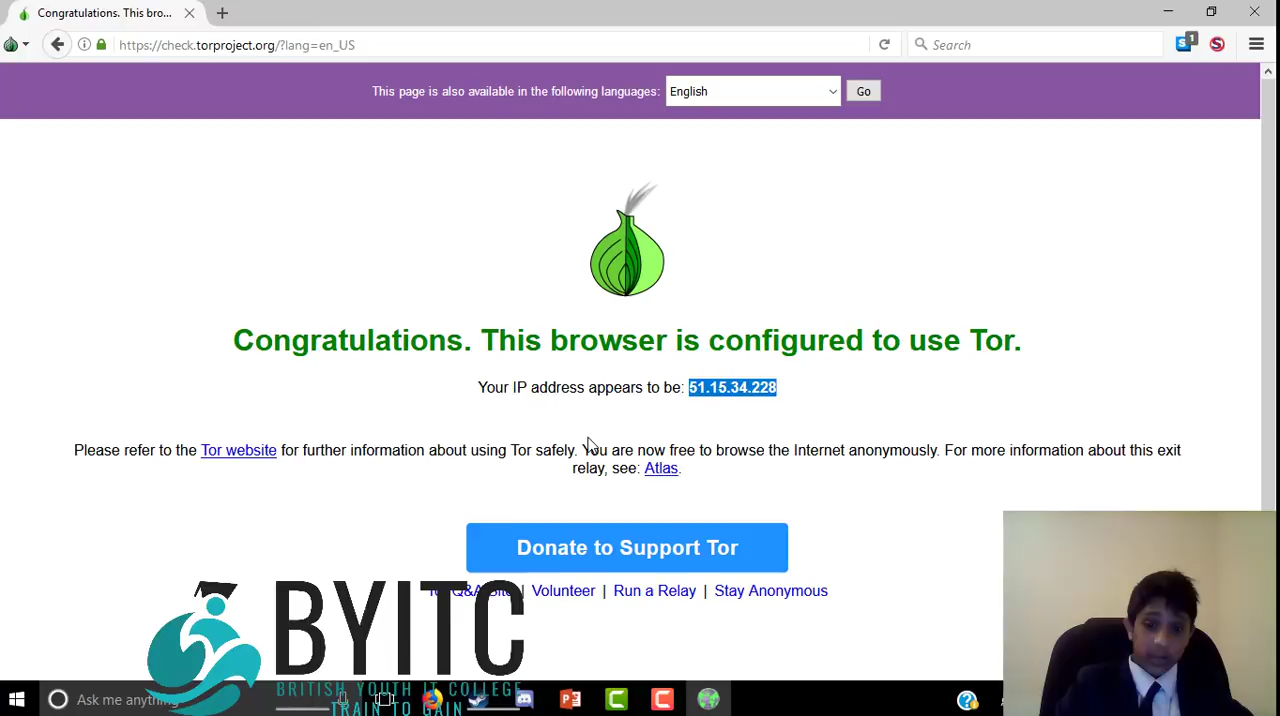 Congratulations. This bro...
https://check.torproject.org/?lang=en_US
Search
1
This page is also available in the following languages:
English
Go
Congratulations. This browser is configured to use Tor.
Your IP address appears to be: 51.15.34.228
Please refer to the Tor website for further information about using Tor safely. You are now free to browse the Internet anonymously. For more information about this exit
relay, see: Atlas.
Donate to Support Tor
Q&A | Volunteer | Run a Relay | Stay Anonymous
BYITC
BRITISH YOUTH IT COLLEGE
TRAIN TO GAIN
Ask me anything